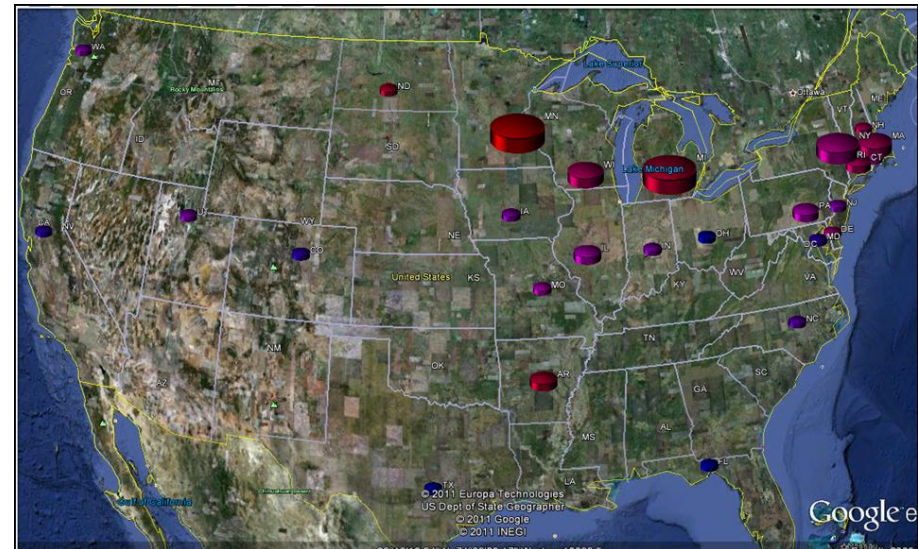 WA
ND
Lake Superior
Ottawa
ME
VT
OR
Rocky Mountains
MN
NH
NY
MA
ID
SD
WI
MI
Lake Michigan
RI
CT
WY
IA
PA
NJ
NV
NE
OH
DE
MD
DC
CO
IL
IN
United States
KS
MO
WV
VA
KY
NC
NM
TN
OK
AZ
AR
SC
GA
MS
AL
TX
LA
FL
Gulf of California
© 2011 Europa Technologies
US Dept of State Geographer
© 2011 Google
© 2011 INEGI
Google e